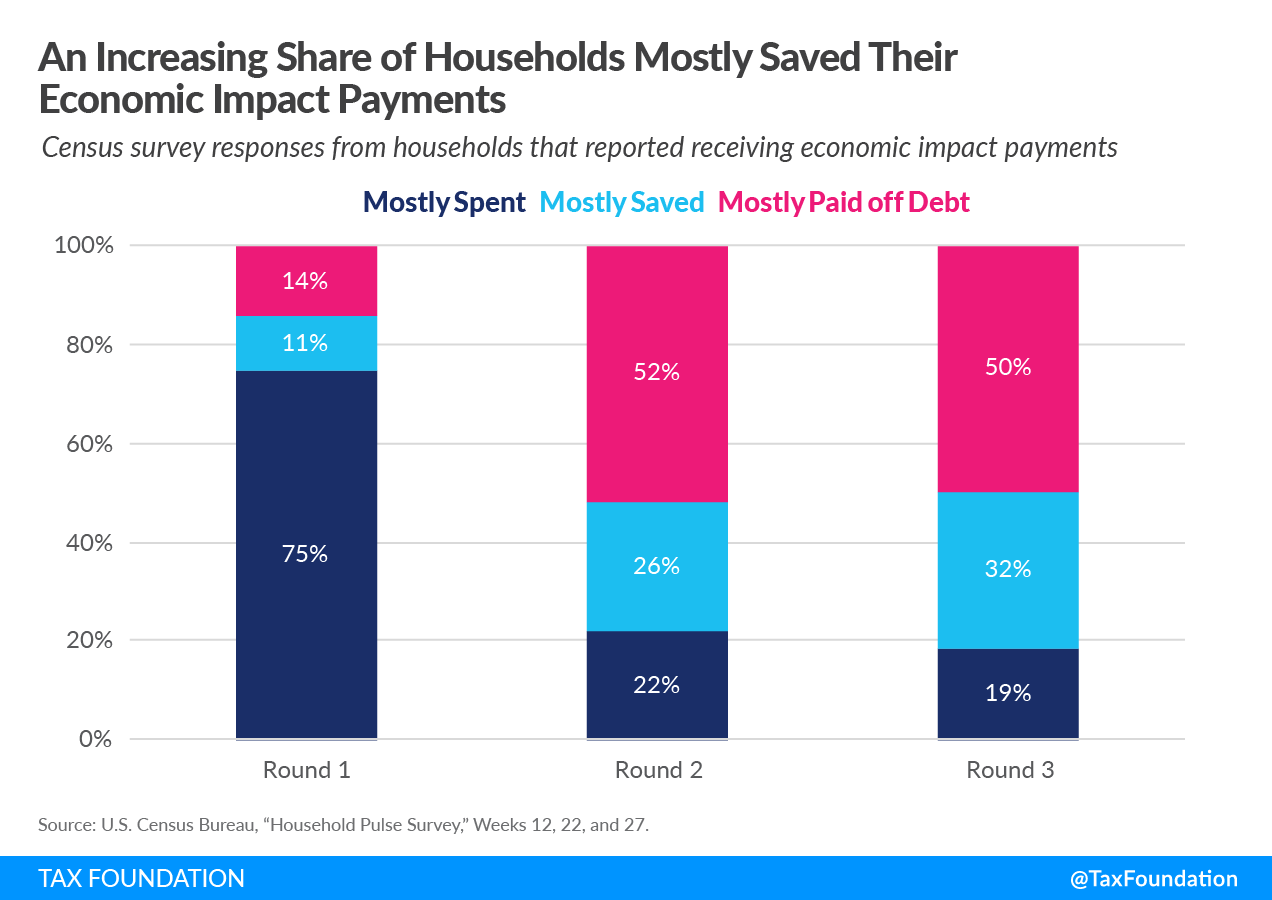 An Increasing Share of Households Mostly Saved Their
Economic Impact Payments
Census survey responses from households that reported receiving economic impact payments
Mostly Spent Mostly Saved Mostly Paid off Debt
100%
80%
60%
40%
20%
0%
14%
11%
75%
52%
26%
22%
50%
32%
19%
Round 1 Round 2 Round 3
Source: U.S. Census Bureau, “Household Pulse Survey,” Weeks 12, 22, and 27.
TAX FOUNDATION @TaxFoundation